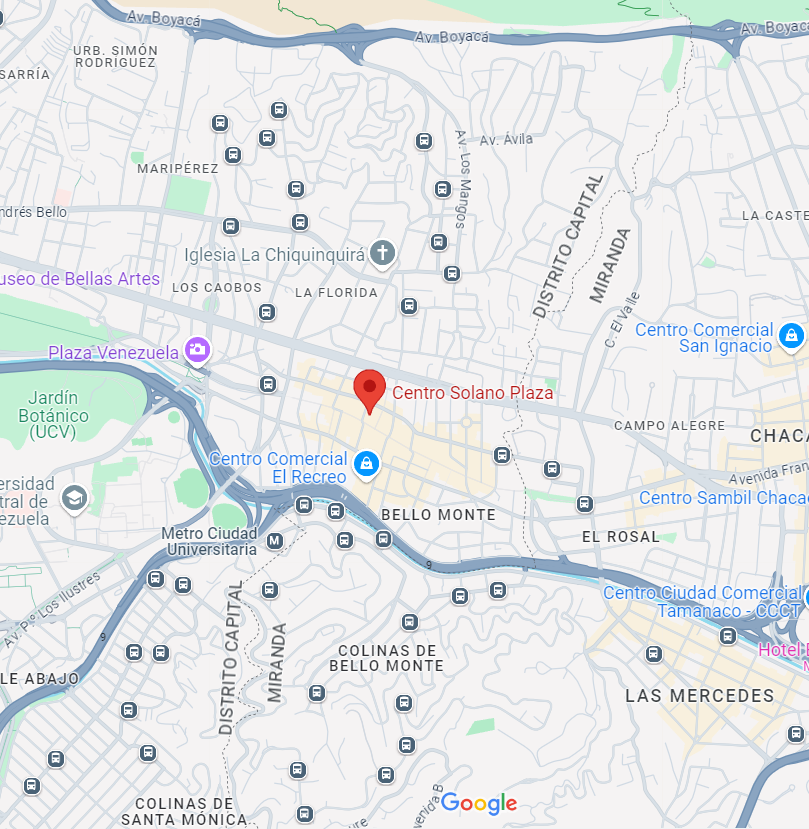 Av. Boyacá
Av. Boyacá
Av. Boyacá
URB. SIMÓN
RODRIGUEZ
SARRÍA
MARIPÉREZ
Av. Ávila
Av. Los Mangos
ndrés Bello
LA CASTE
DISTRITO CAPITAL
MIRANDA
Iglesia La Chiquinquirá
useo de Bellas Artes
LOS CAOBOS
LA FLORIDA
C. El Valle
Centro Comercial
San Ignacio
Plaza Venezuela
Centro Solano Plaza
Jardín
Botánico
(UCV)
CAMPO ALEGRE
CHACA
Centro Comercial
El Recreo
Avenida Fran
versidad
tral de
ezuela
Centro Sambil Chacao
BELLO MONTE
Metro Ciudad
Universitaria
M
EL ROSAL
9
Av. P.º Los Ilustres
Centro Ciudad Comercial
Tamanaco - CCCT
9
DISTRITO CAPITAL
MIRANDA
COLINAS DE
BELLO MONTE
Hotel E
LE ABAJO
LAS MERCEDES
COLINAS DE
SANTA MÓNICA
enida B
Google